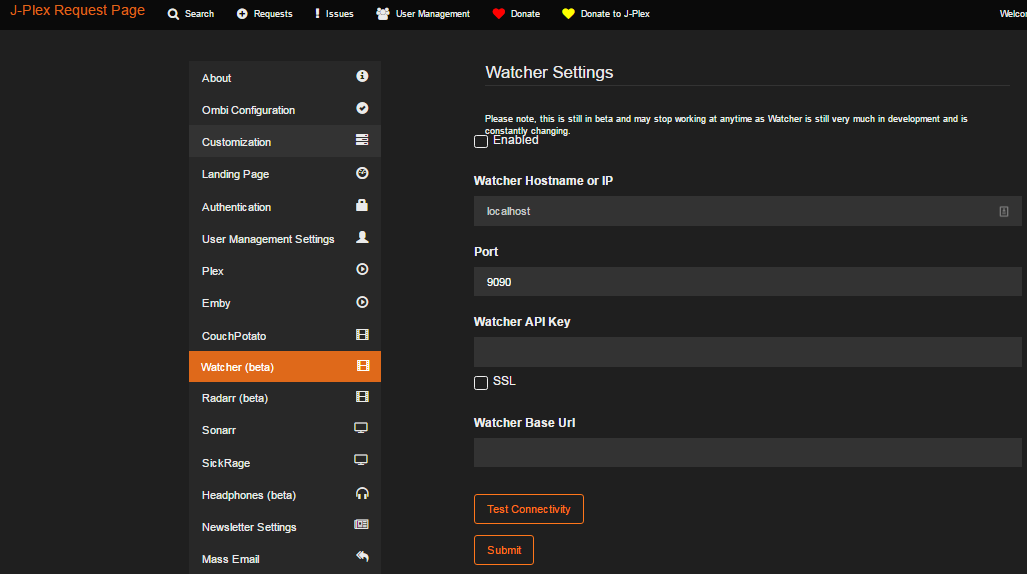 J-Plex Request Page Search Requests Issues User Management Donate Donate to J-Plex
About
Ombi Configuration
Customization
Landing Page
Authentication
User Management Settings
Plex
Emby
CouchPotato
Watcher (beta)
Radarr (beta)
Sonarr
SickRage
Headphones (beta)
Newsletter Settings
Mass Email
Watcher Settings
Please note, this is still in beta and may stop working at anytime as Watcher is still very much in development and is
constantly changing.
Enabled
Watcher Hostname or IP
localhost
Port
9090
Watcher API Key
SSL
Watcher Base Url
Test Connectivity
Submit